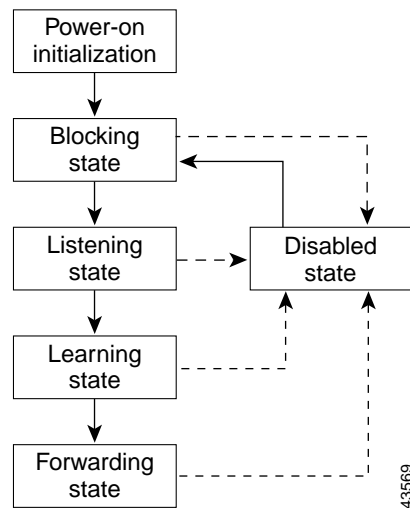 Power-on
initialization
Blocking
state
Listening
state
Disabled
state
Learning
state
Forwarding
state
43569